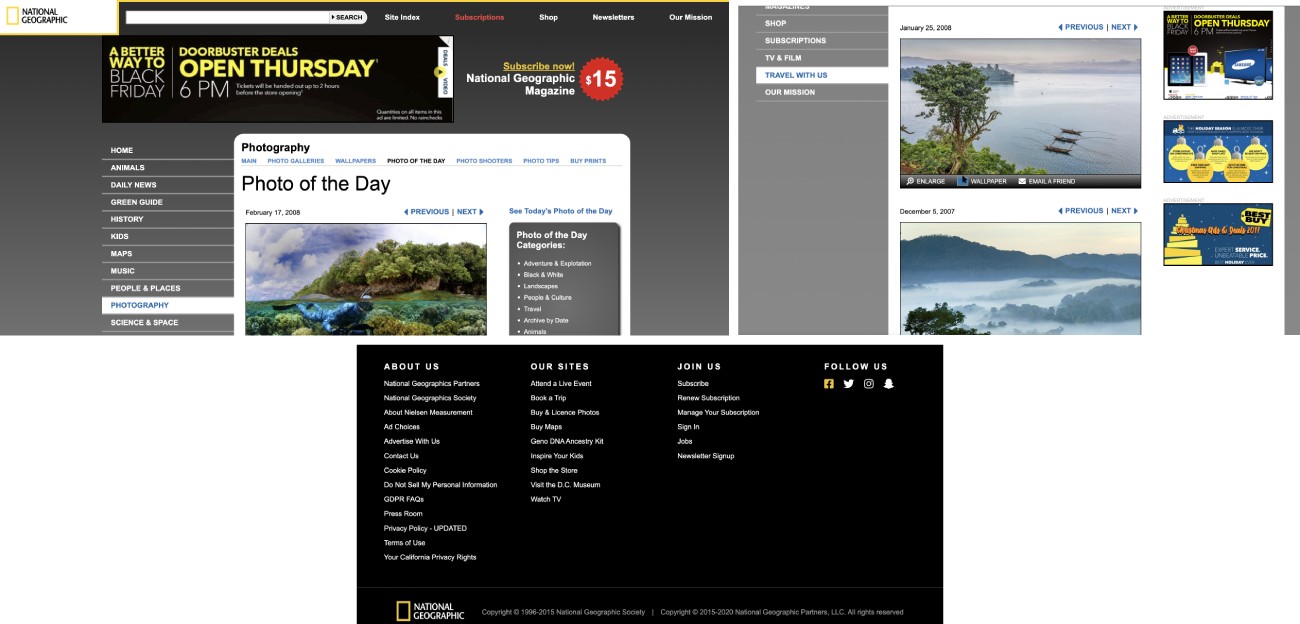 NATIONAL
GEOGRAPHIC
SEARCH
Site Index
Subscriptions
Shop
Newsletters
Our Mission
A BETTER
WAY TO
BLACK
FRIDAY
DOORBUSTER DEALS
OPEN THURSDAY
6 PM
Tickets will be handed out up to 2 hours
before the store opening
Quantities on all items in this
ad are limited. No rainchecks
DEALS
VIDEO
Subscribe now!
National Geographic
Magazine
$15
HOME
ANIMALS
DAILY NEWS
GREEN GUIDE
HISTORY
KIDS
MAPS
MUSIC
PEOPLE & PLACES
PHOTOGRAPHY
SCIENCE & SPACE
Photography
MAIN
PHOTO GALLERIES
WALLPAPERS
PHOTO OF THE DAY
PHOTO SHOOTERS
PHOTO TIPS
BUY PRINTS
Photo of the Day
February 17, 2008
PREVIOUS | NEXT
See Today's Photo of the Day
Photo of the Day
Categories:
• Adventure & Explotation
• Black & White
• Landscapes
• People & Culture
• Travel
• Archive by Date
• Animals
MAGAZINES
SHOP
SUBSCRIPTIONS
TV & FILM
TRAVEL WITH US
OUR MISSION
January 25, 2008
PREVIOUS | NEXT
ENLARGE
WALLPAPER
EMAIL A FRIEND
December 5, 2007
PREVIOUS | NEXT
ADVERTISEMENT
A BETTER
WAY TO
BLACK
FRIDAY
DOORBUSTER DEALS
OPEN THURSDAY
6 PM
SAMSUNG
ADVERTISEMENT
THE HOLIDAY SEASON
ADVERTISEMENT
BEST
BUY
Christmas Ads & Deals 2011
EXPERT SERVICE.
UNBEATABLE PRICE.
ABOUT US
National Geographics Partners
National Geographics Society
About Nielsen Measurement
Ad Choices
Advertise With Us
Contact Us
Cookie Policy
Do Not Sell My Personal Information
GDPR FAQs
Press Room
Privacy Policy - UPDATED
Terms of Use
Your California Privacy Rights
OUR SITES
Attend a Live Event
Book a Trip
Buy & Licence Photos
Buy Maps
Geno DNA Ancestry Kit
Inspire Your Kids
Shop the Store
Visit the D.C. Museum
Watch TV
JOIN US
Subscribe
Renew Subscription
Manage Your Subscription
Sign In
Jobs
Newsletter Signup
FOLLOW US
NATIONAL
GEOGRAPHIC
Copyright © 1996-2015 National Geographic Society | Copyright © 2015-2020 National Geographic Partners, LLC. All rights reserved